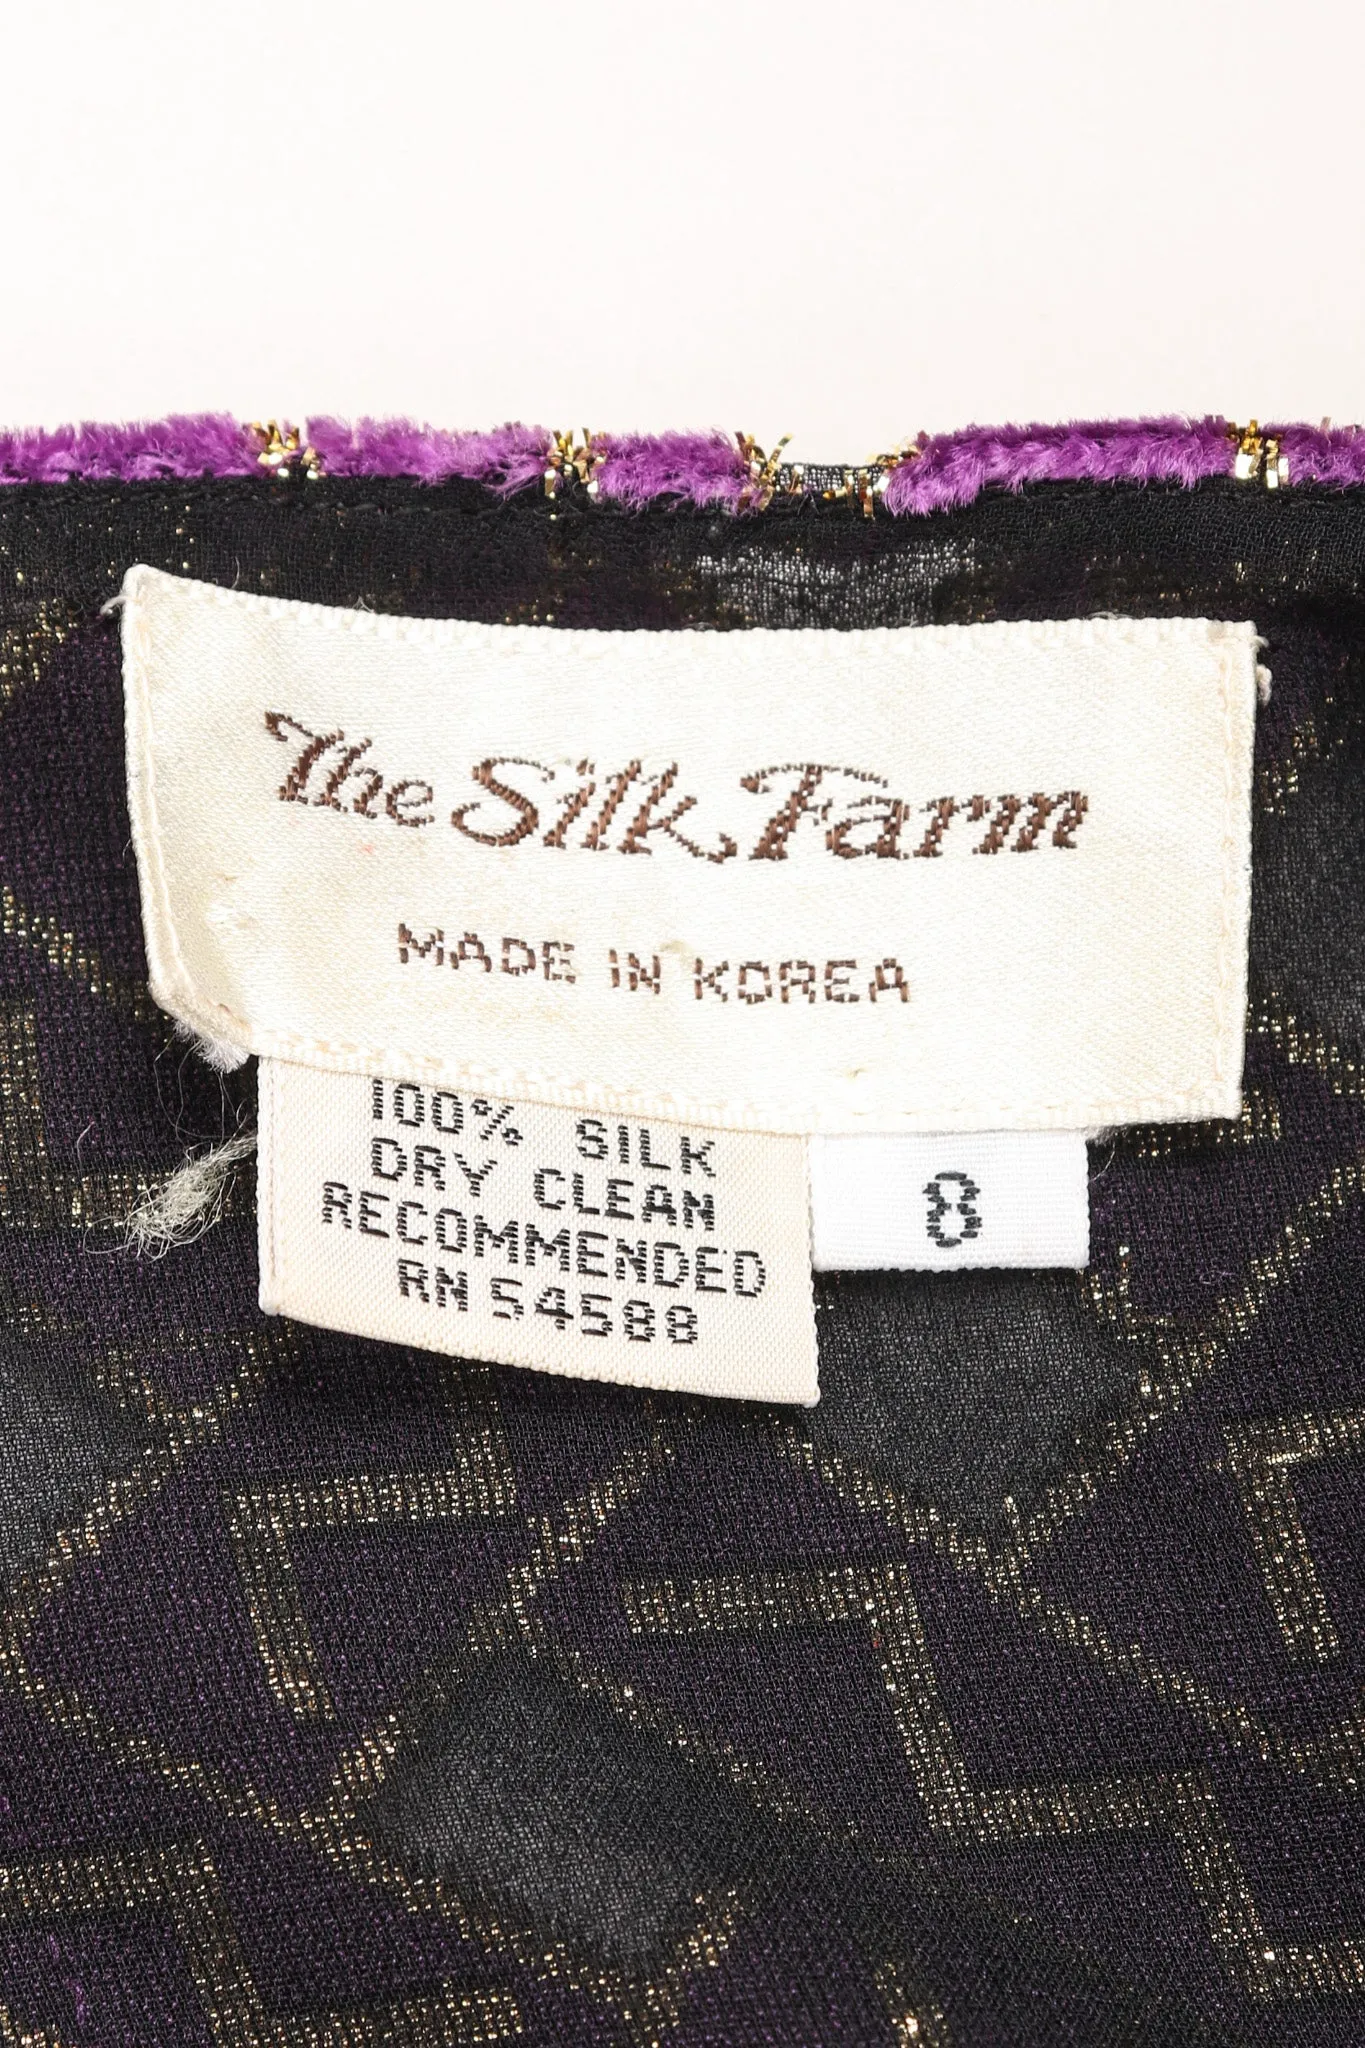 The Silk Farm
MADE IN KOREA
100% SILK
DRY CLEAN
RECOMMENDED
RN 54588
8